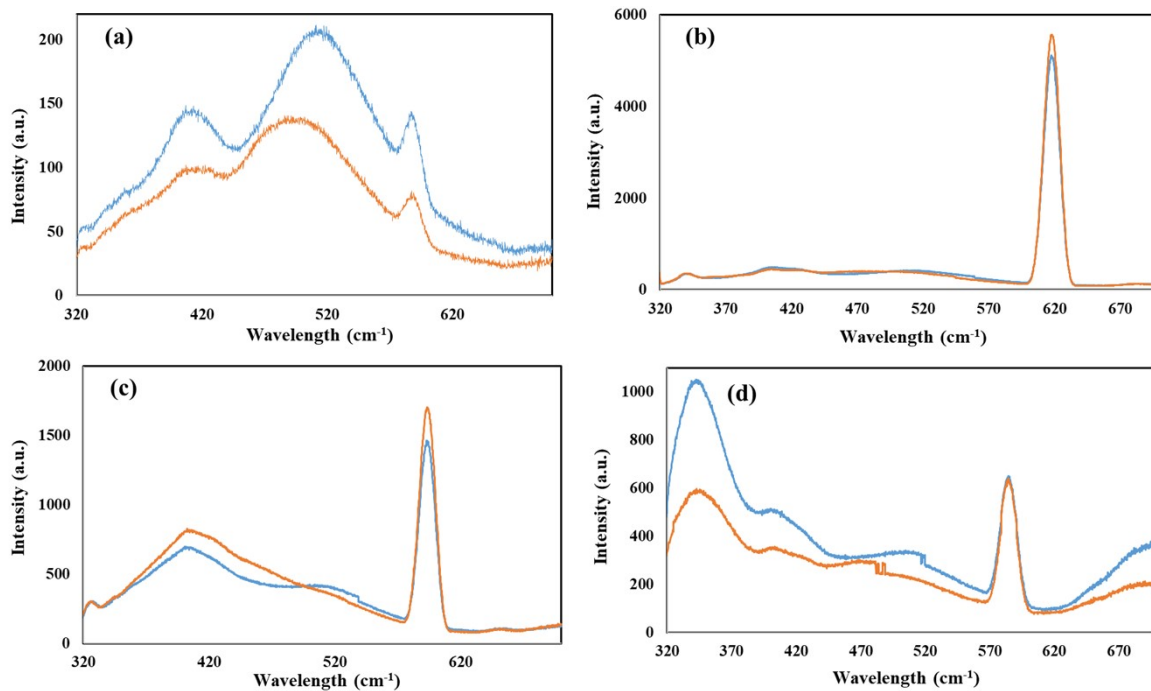 (a)
Intensity (a.u.)
200
150
100
50
0
320 420 520 620
Wavelength (cm-1)
(b)
Intensity (a.u.)
6000
4000
2000
0
320 370 420 470 520 570 620 670
Wavelength (cm-1)
(c)
Intensity (a.u.)
2000
1500
1000
500
0
320 420 520 620
Wavelength (cm-1)
(d)
Intensity (a.u.)
1000
800
600
400
200
0
320 370 420 470 520 570 620 670
Wavelength (cm-1)